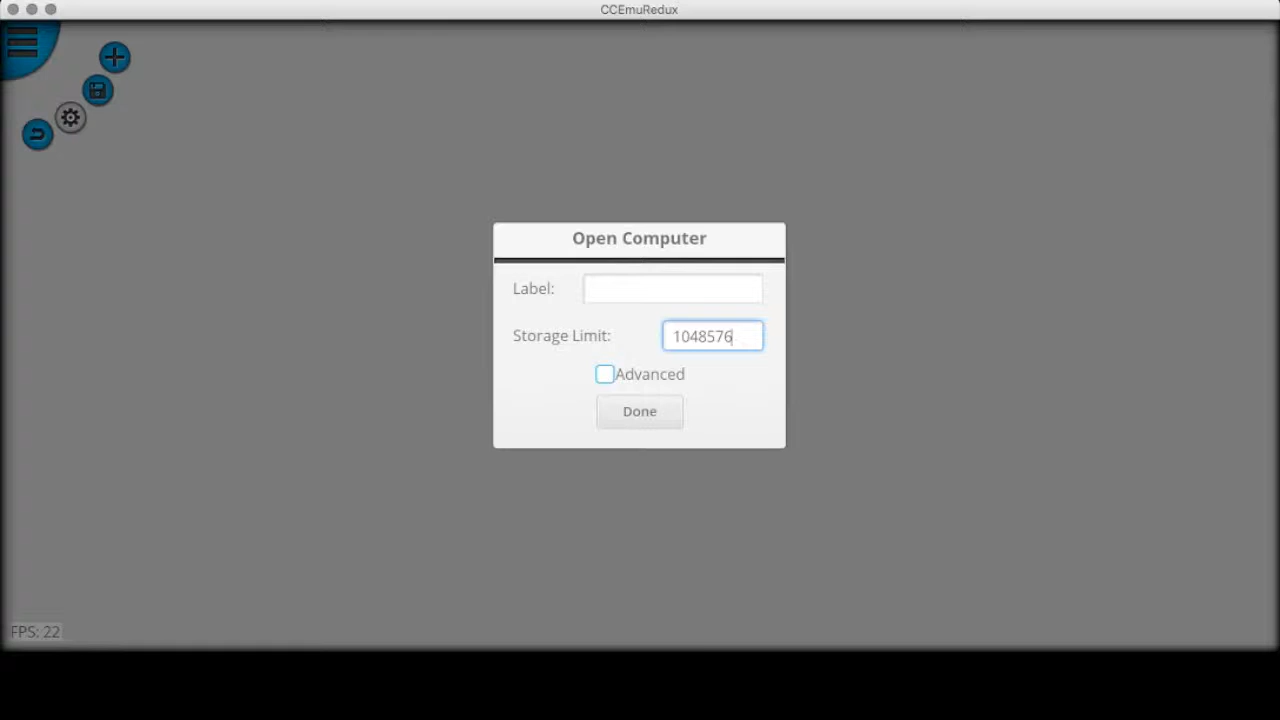 CCEmuRedux
Open Computer
Label:
Storage Limit: 1048576
Advanced
Done
FPS: 22